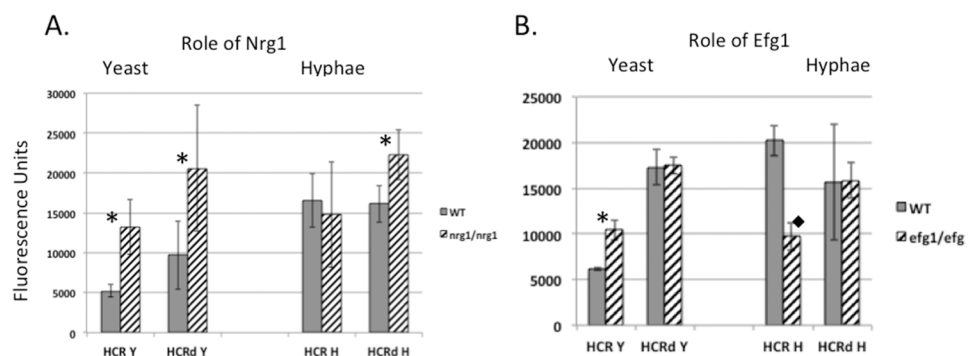 A.
Role of Nrg1
Yeast Hyphae
Fluorescence Units
30000
25000
20000
15000
10000
5000
0
* * *
HCR Y HCRd Y HCR H HCRd H
WT
nrg1/nrg1
B.
Role of Efg1
Yeast Hyphae
25000
20000
15000
10000
5000
0
* ◆
HCR Y HCRd Y HCR H HCRd H
WT
efg1/efg